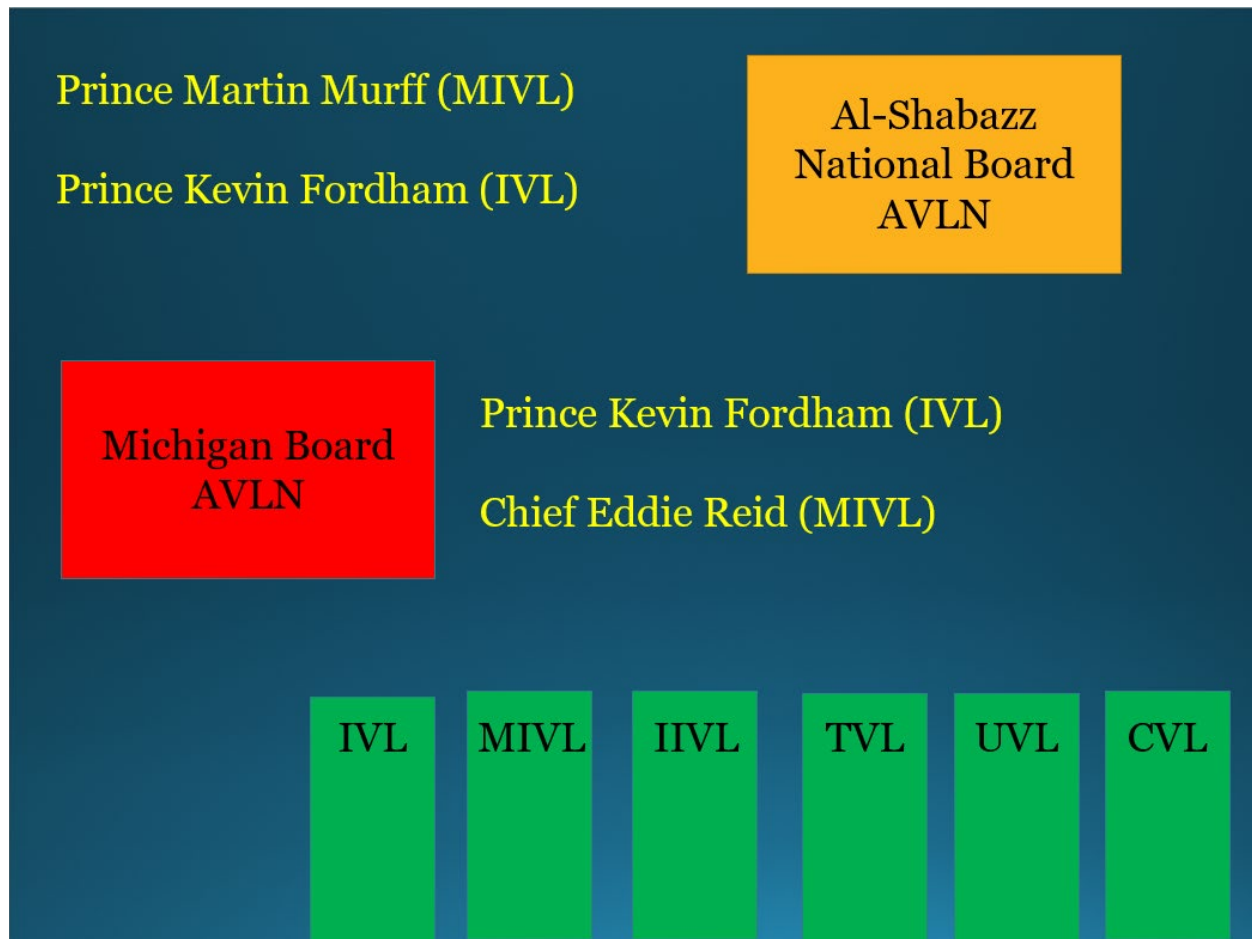 Prince Martin Murff (MIVL)
Prince Kevin Fordham (IVL)
Al-Shabazz
National Board
AVLN
Michigan Board
AVLN
Prince Kevin Fordham (IVL)
Chief Eddie Reid (MIVL)
IVL
MIVL
IIVL
TVL
UVL
CVL